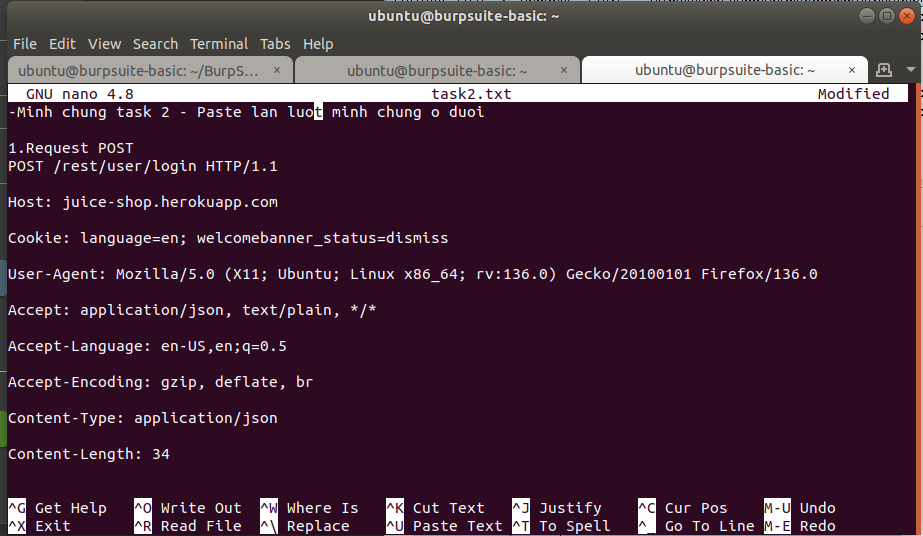 ubuntu@burpsuite-basic: ~
File Edit View Search Terminal Tabs Help
ubuntu@burpsuite-basic: ~/BurpS... × ubuntu@burpsuite-basic: ~ × ubuntu@burpsuite-basic: ~ ×
GNU nano 4.8 task2.txt Modified
-Minh chung task 2 - Paste lan luot minh chung o duoi
1.Request POST
POST /rest/user/login HTTP/1.1
Host: juice-shop.herokuapp.com
Cookie: language=en; welcomebanner_status=dismiss
User-Agent: Mozilla/5.0 (X11; Ubuntu; Linux x86_64; rv:136.0) Gecko/20100101 Firefox/136.0
Accept: application/json, text/plain, */*
Accept-Language: en-US,en;q=0.5
Accept-Encoding: gzip, deflate, br
Content-Type: application/json
Content-Length: 34
^G Get Help ^O Write Out ^W Where Is ^K Cut Text ^J Justify ^C Cur Pos M-U Undo
^X Exit ^R Read File ^\ Replace ^U Paste Text ^T To Spell ^_ Go To Line M-E Redo